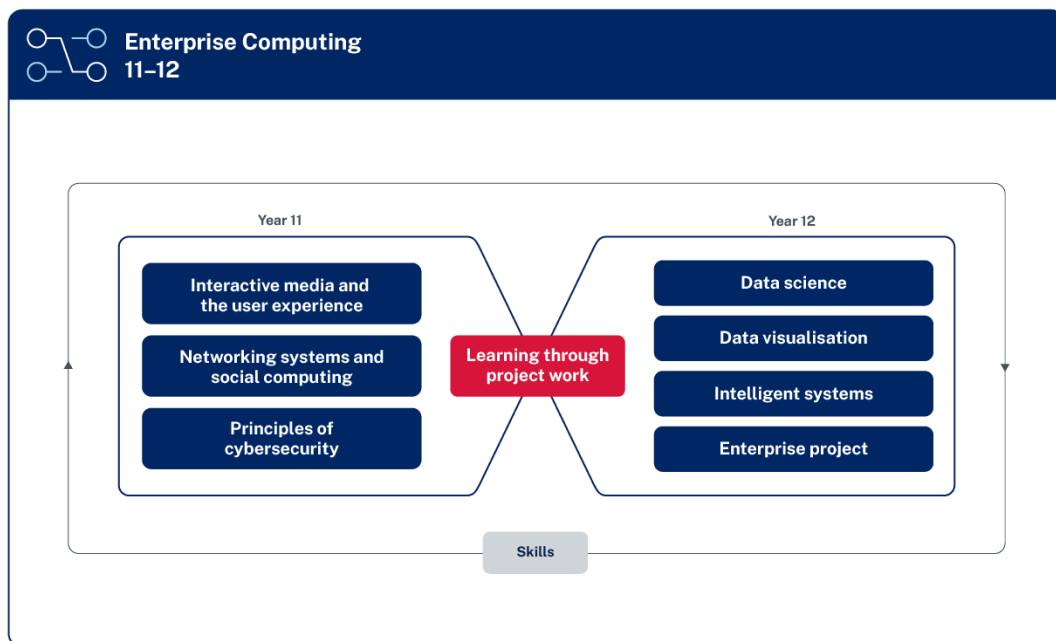 Enterprise Computing
11–12
Year 11
Interactive media and
the user experience
Networking systems and
social computing
Principles of
cybersecurity
Learning through
project work
Year 12
Data science
Data visualisation
Intelligent systems
Enterprise project
Skills